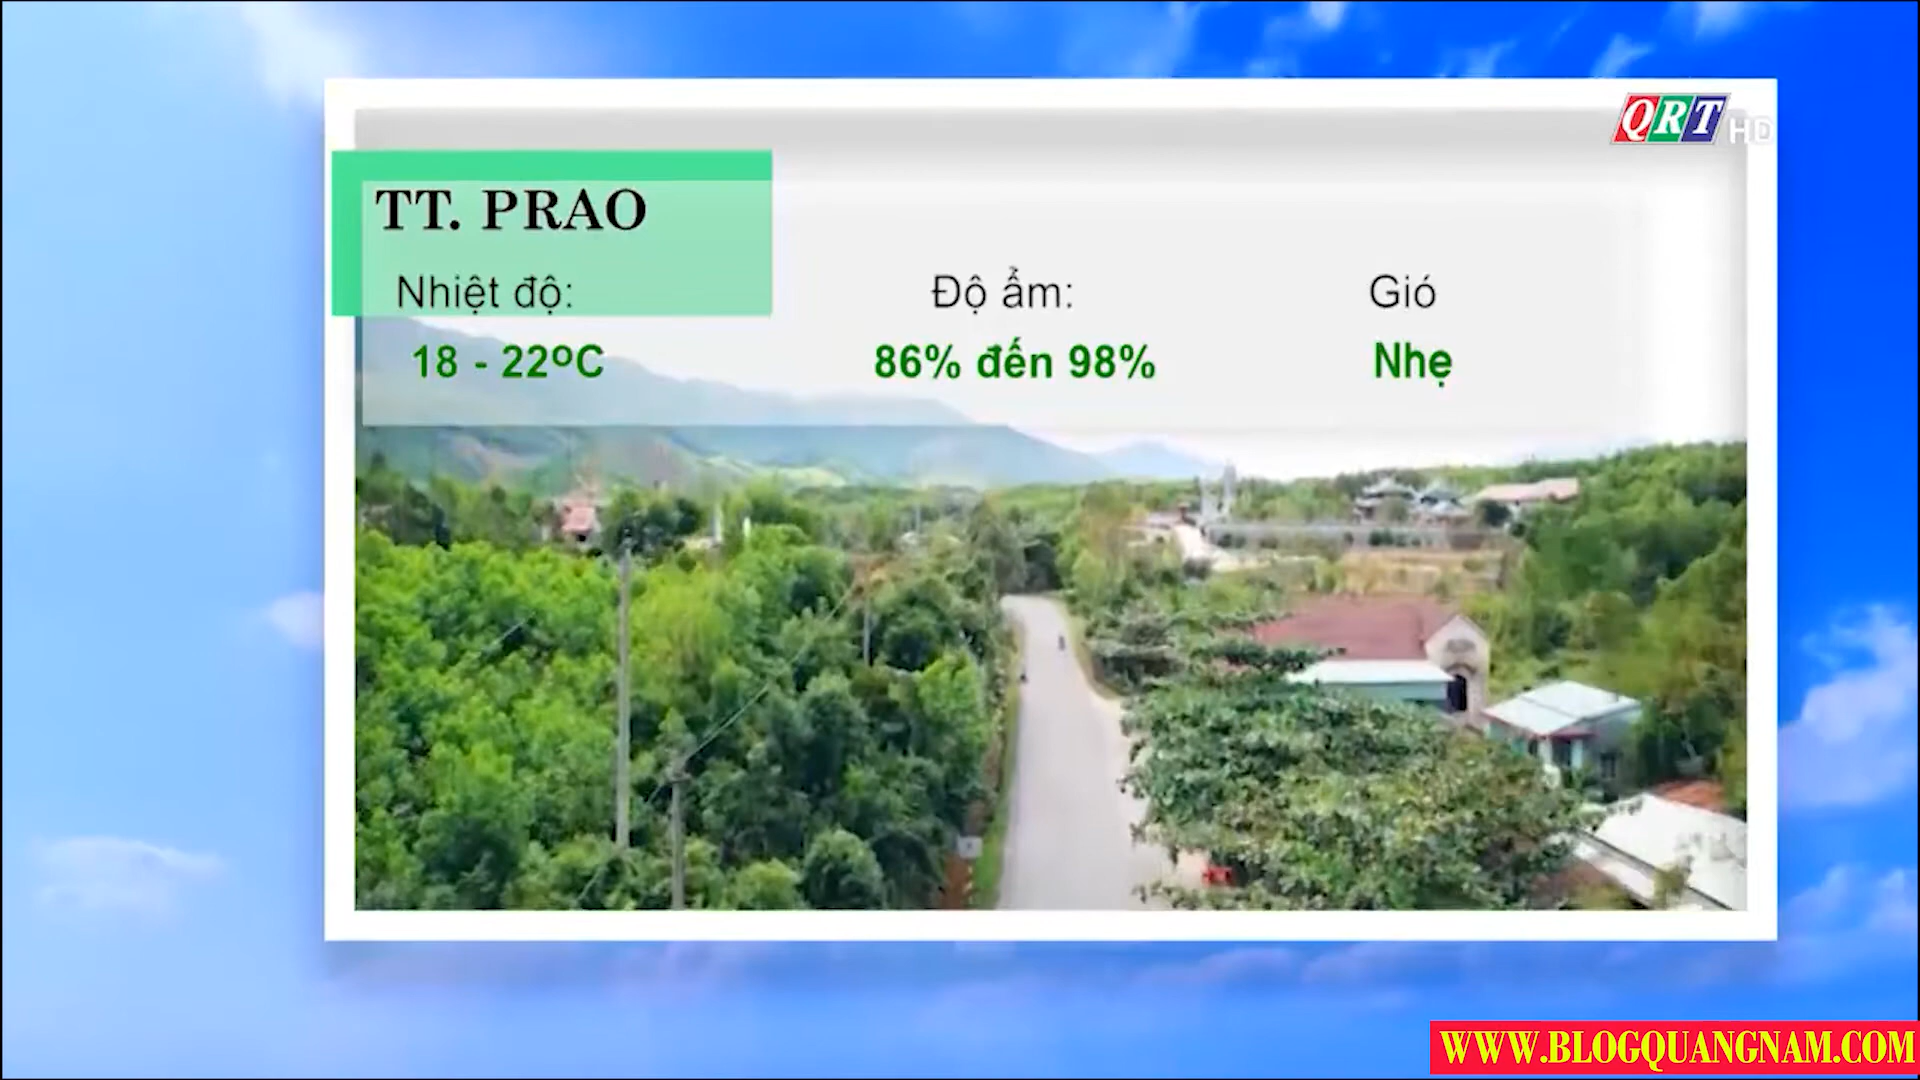 QRT HD
TT. PRAO
Nhiệt độ:
Độ ẩm:
Gió
18 - 22ºC
86% đến 98%
Nhẹ
WWW.BLOGQUANGNAM.COM